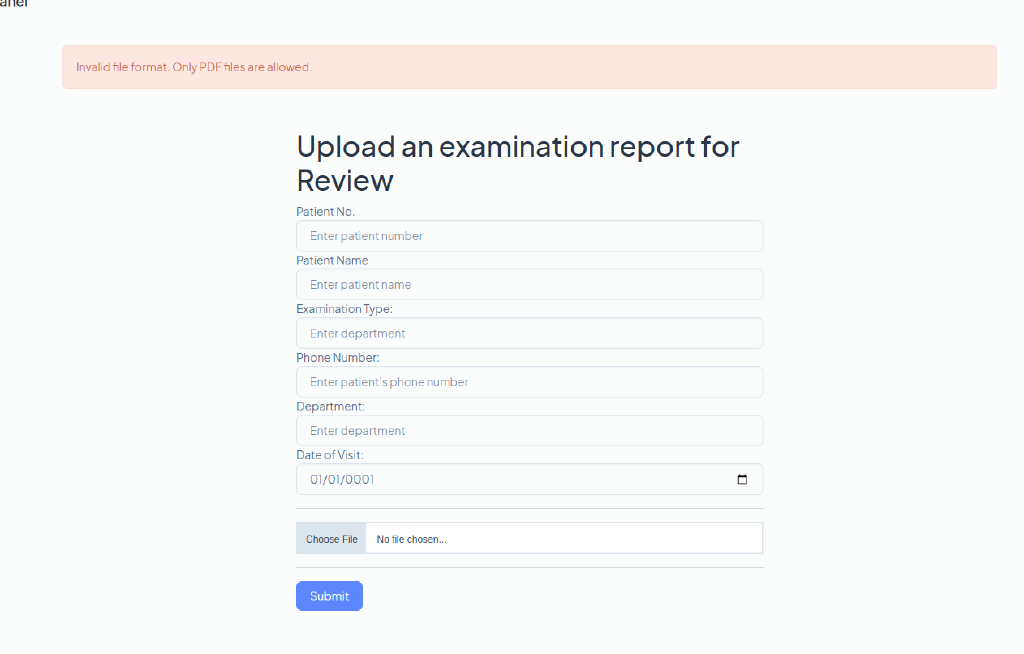 Invalid file format. Only PDF files are allowed.
Upload an examination report for
Review
Patient No.
Enter patient number
Patient Name
Enter patient name
Examination Type:
Enter department
Phone Number:
Enter patient's phone number
Department:
Enter department
Date of Visit:
01/01/0001
Choose File No file chosen...
Submit